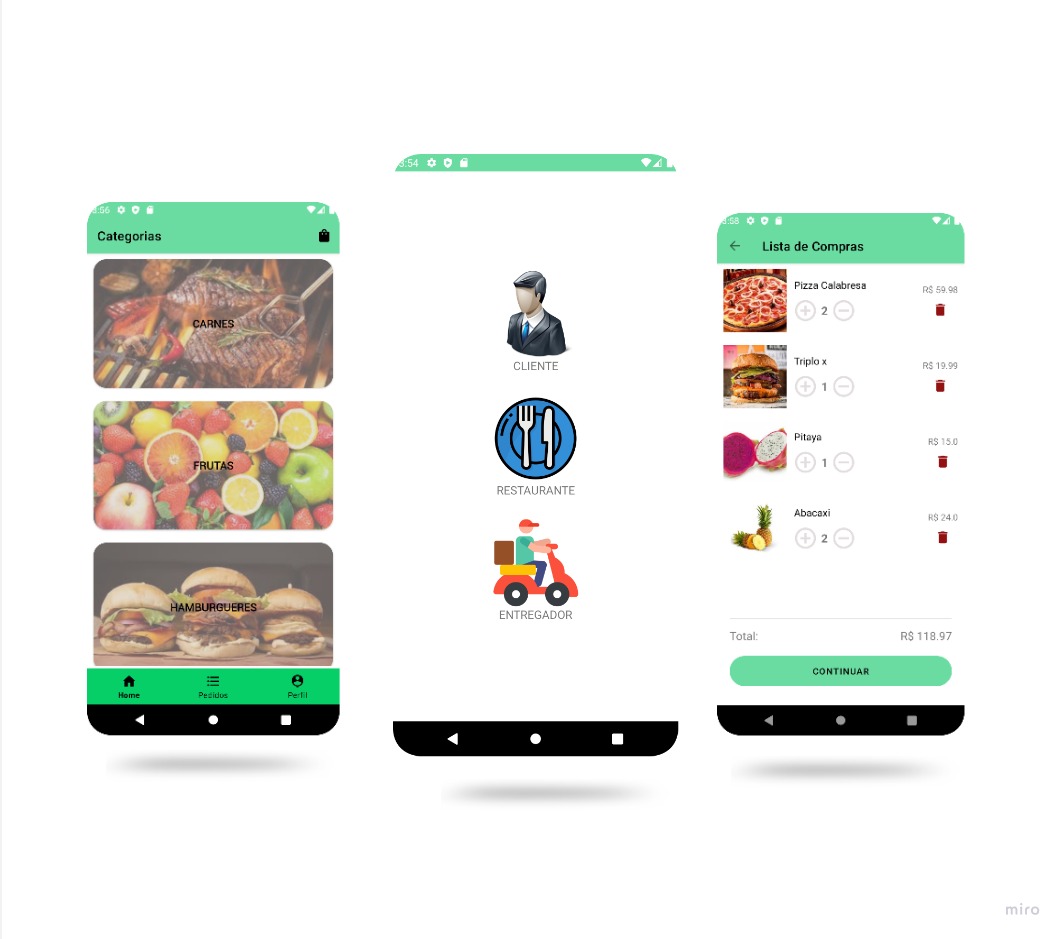 3:56
Categorias
CARNES
FRUTAS
HAMBURGUERES
Home
Pedidos
Perfil
3:54
CLIENTE
RESTAURANTE
ENTREGADOR
3:58
Lista de Compras
Pizza Calabresa
R$ 59.98
2
Triplo x
R$ 19.99
1
Pitaya
R$ 15.0
1
Abacaxi
R$ 24.0
2
Total: R$ 118.97
CONTINUAR
miro